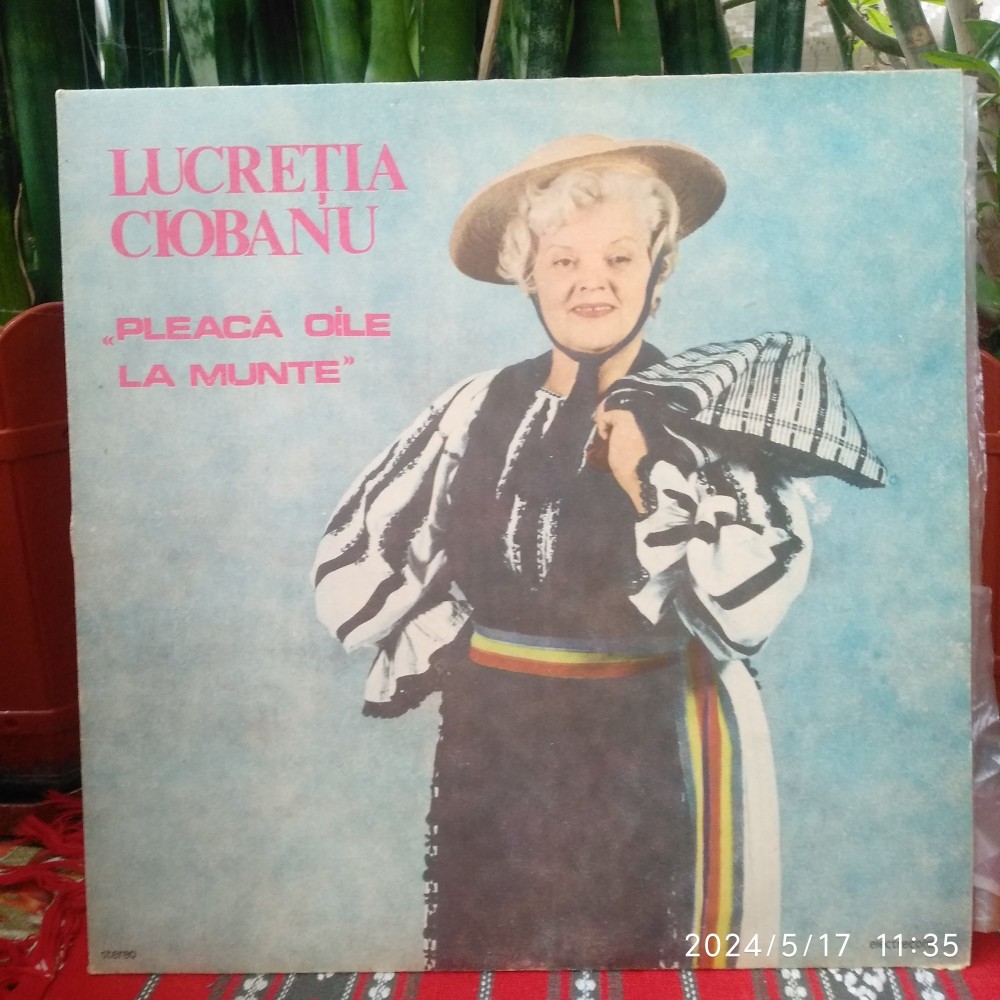 LUCREȚIA
CIOBANU
„PLEACĂ OILE
LA MUNTE”
stereo
2024/5/17 11:35